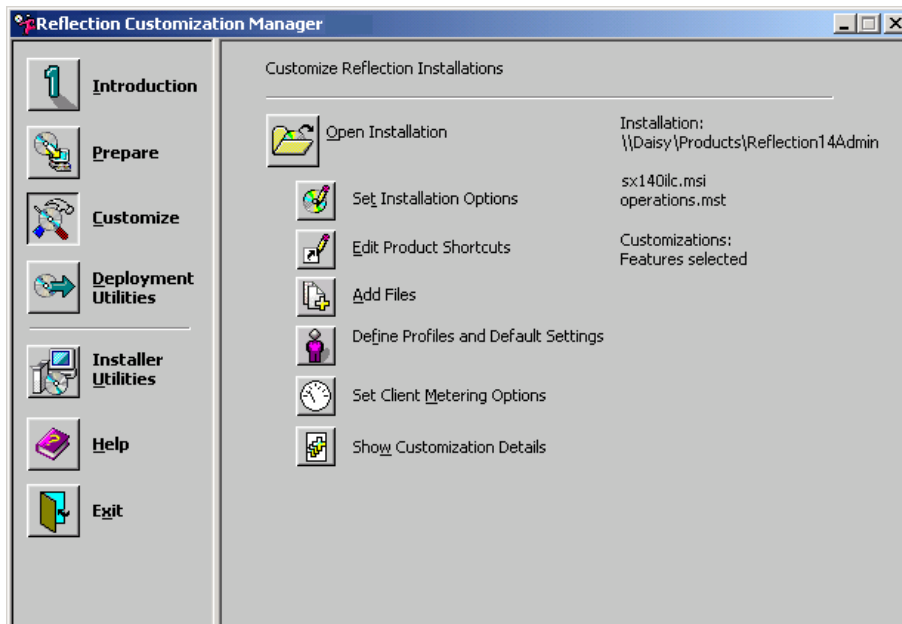 Reflection Customization Manager
Introduction
Prepare
Customize
Deployment
Utilities
Installer
Utilities
Help
Exit
Customize Reflection Installations
Open Installation
Set Installation Options
Edit Product Shortcuts
Add Files
Define Profiles and Default Settings
Set Client Metering Options
Show Customization Details
Installation:
\\Daisy\Products\Reflection14Admin
sx140ilc.msi
operations.mst
Customizations:
Features selected